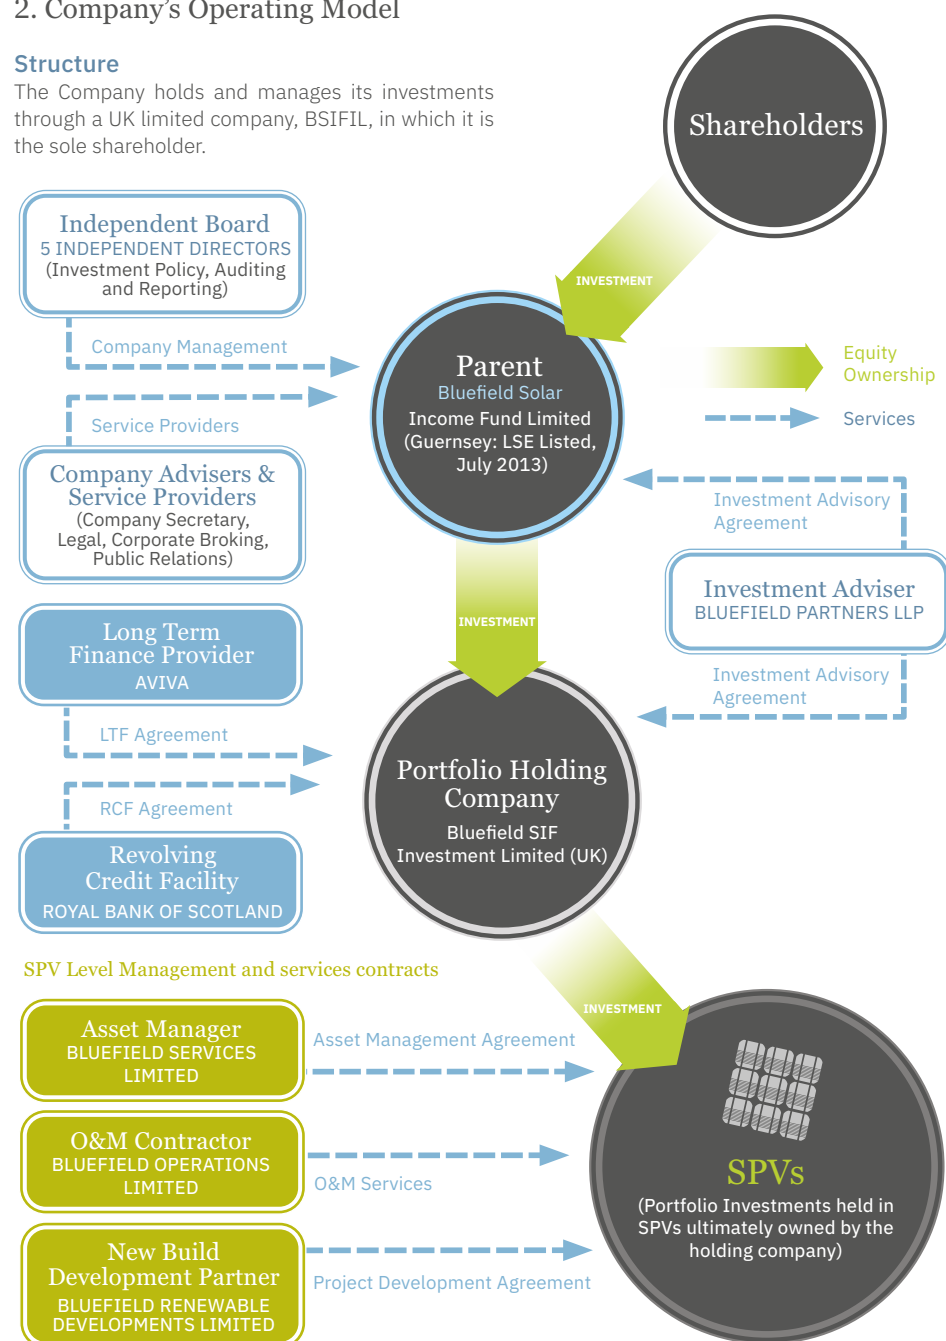 2. Company's Operating Model
Structure
The Company holds and manages its investments
through a UK limited company, BSIFIL, in which it is
the sole shareholder.
Shareholders
INVESTMENT
Independent Board
5 INDEPENDENT DIRECTORS
(Investment Policy, Auditing
and Reporting)
Company Management
Service Providers
Company Advisers &
Service Providers
(Company Secretary,
Legal, Corporate Broking,
Public Relations)
Parent
Bluefield Solar
Income Fund Limited
(Guernsey: LSE Listed,
July 2013)
Equity
Ownership
Services
Investment Advisory
Agreement
Investment Adviser
BLUEFIELD PARTNERS LLP
Investment Advisory
Agreement
INVESTMENT
Long Term
Finance Provider
AVIVA
LTF Agreement
RCF Agreement
Revolving
Credit Facility
ROYAL BANK OF SCOTLAND
Portfolio Holding
Company
Bluefield SIF
Investment Limited (UK)
INVESTMENT
SPV Level Management and services contracts
Asset Manager
BLUEFIELD SERVICES
LIMITED
Asset Management Agreement
O&M Contractor
BLUEFIELD OPERATIONS
LIMITED
O&M Services
New Build
Development Partner
BLUEFIELD RENEWABLE
DEVELOPMENTS LIMITED
Project Development Agreement
SPVs
(Portfolio Investments held in
SPVs ultimately owned by the
holding company)